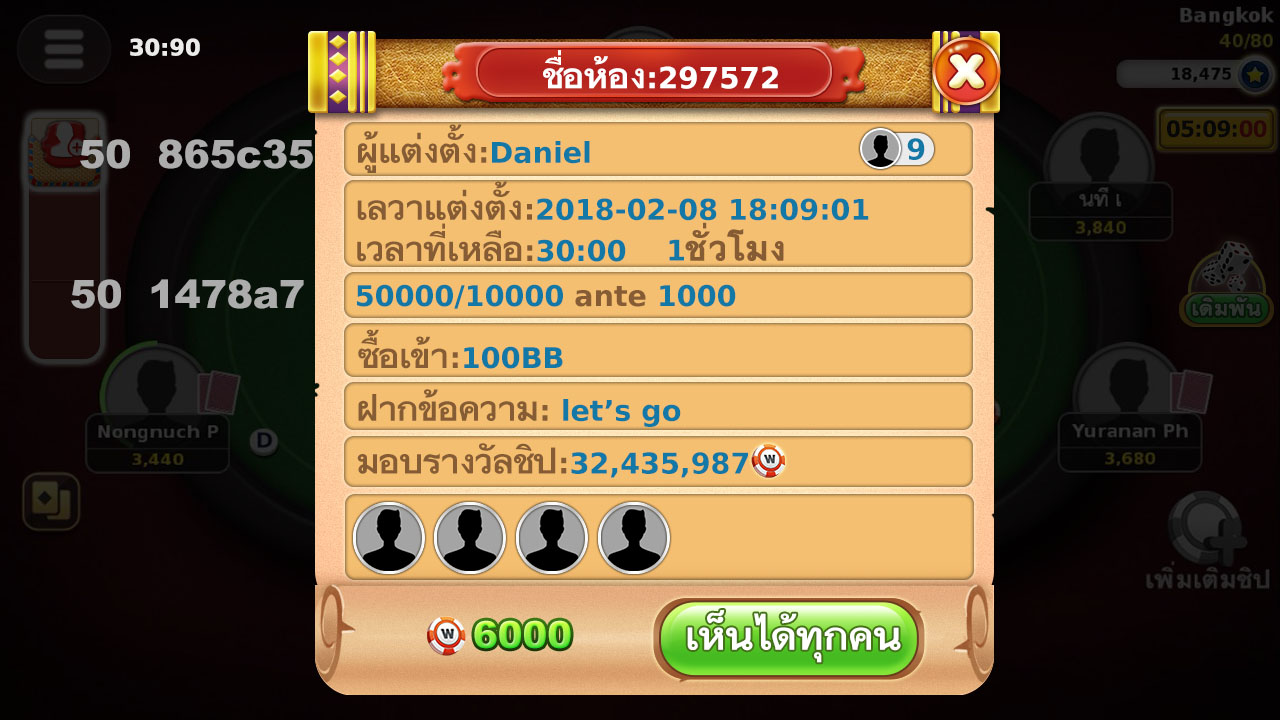 30:90
Bangkok
40/80
18,475
05:09:00
50 865c35
50 1478a7
ชื่อห้อง:297572
ผู้แต่งตั้ง:Daniel
9
เลวาแต่งตั้ง:2018-02-08 18:09:01
เวลาที่เหลือ:30:00 1ชั่วโมง
50000/10000 ante 1000
ซื้อเข้า:100BB
ฝากข้อความ: let’s go
มอบรางวัลชิป:32,435,987
W
W
6000
เห็นได้ทุกคน
นที เ
3,840
เดิมพัน
Nongnuch P
3,440
D
Yuranan Ph
3,680
เพิ่มเติมชิป